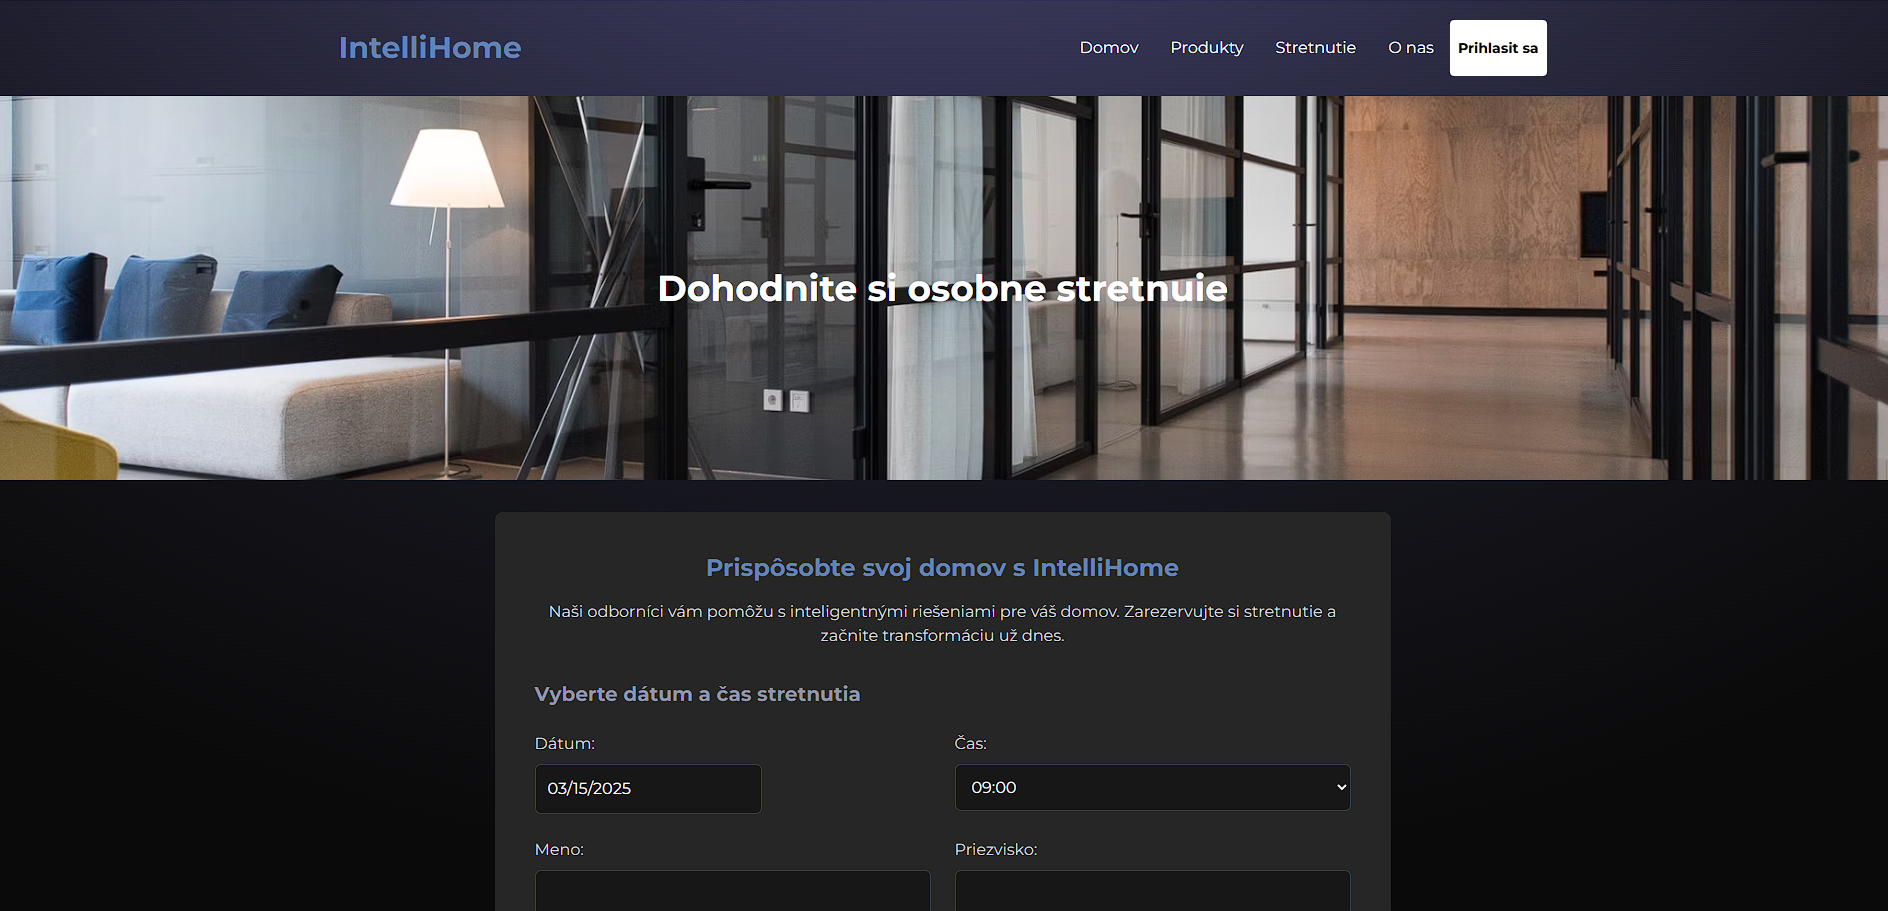 IntelliHome
Domov Produkty Stretnutie O nas Prihlasit sa
Dohodnite si osobne stretnuie
Prispôsobte svoj domov s IntelliHome
Naši odborníci vám pomôžu s inteligentnými riešeniami pre váš domov. Zarezervujte si stretnutie a
začnite transformáciu už dnes.
Vyberte dátum a čas stretnutia
Dátum:
03/15/2025
Čas:
09:00
Meno:
Priezvisko: